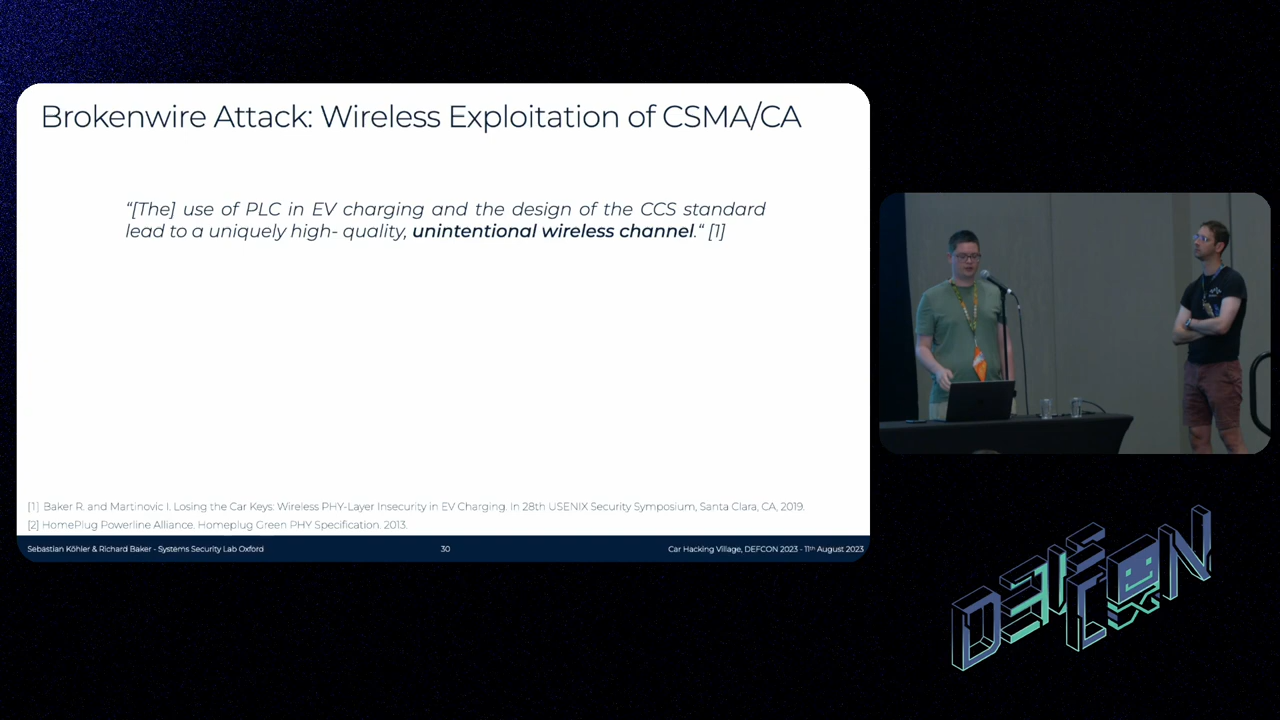 Brokenwire Attack: Wireless Exploitation of CSMA/CA
“[The] use of PLC in EV charging and the design of the CCS standard
lead to a uniquely high- quality, unintentional wireless channel.“ [1]
[1] Baker R. and Martinovic I. Losing the Car Keys: Wireless PHY-Layer Insecurity in EV Charging. In 28th USENIX Security Symposium, Santa Clara, CA, 2019.
[2] HomePlug Powerline Alliance. Homeplug Green PHY Specification. 2013.
Sebastian Köhler & Richard Baker - Systems Security Lab Oxford
30
Car Hacking Village, DEFCON 2023 - 11th August 2023
DEF
CON